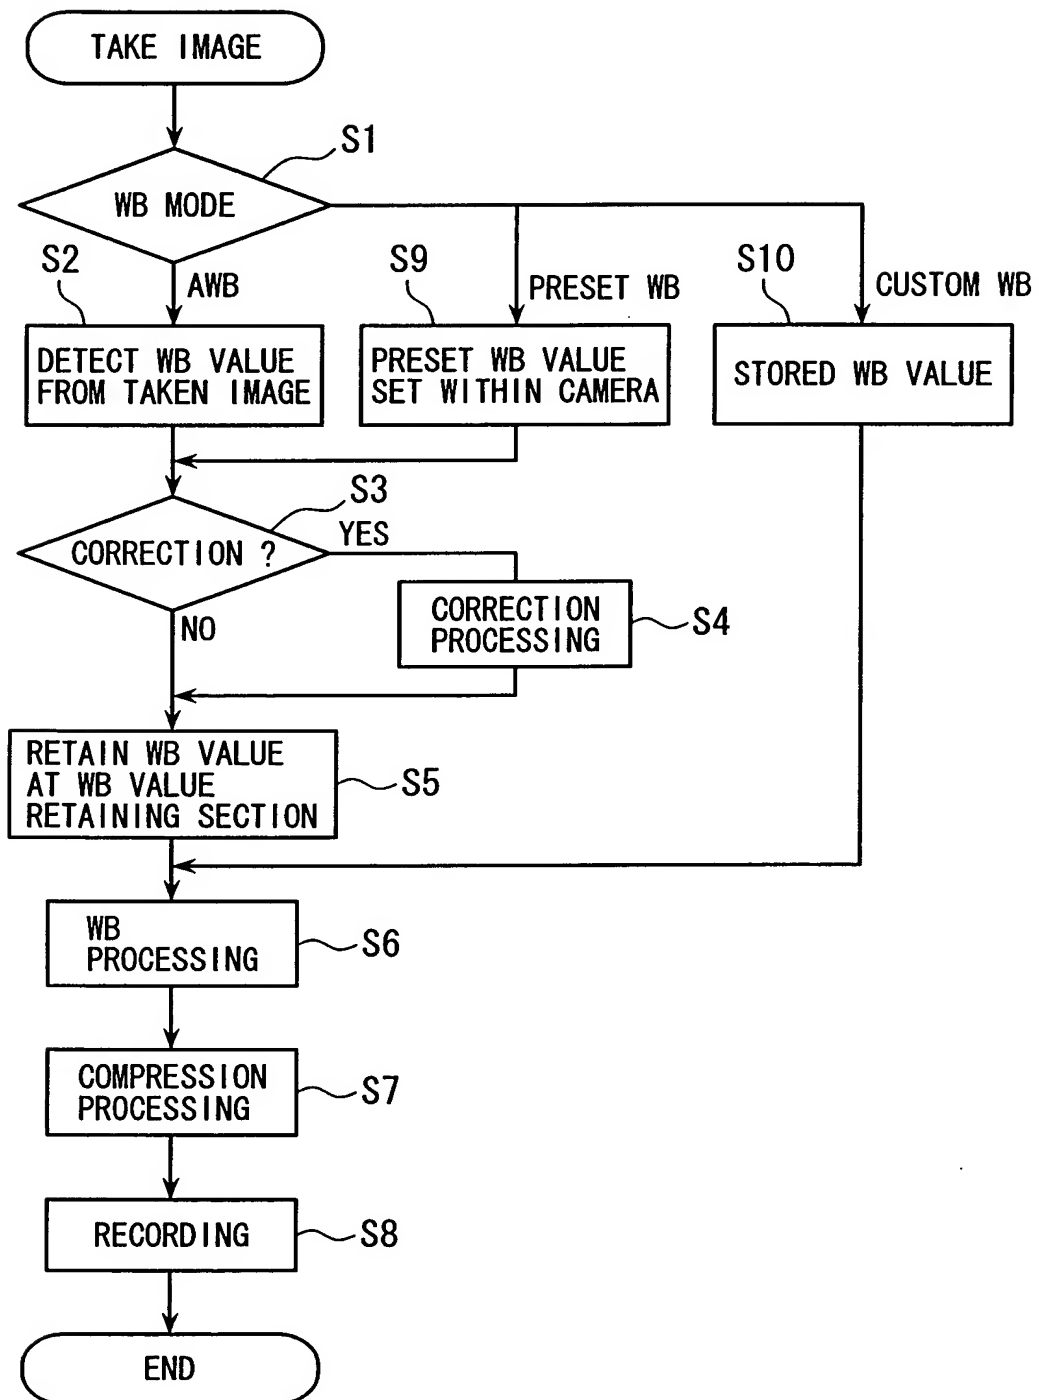 TAKE IMAGE
S1
WB MODE
S2
AWB
S9
PRESET WB
S10
CUSTOM WB
DETECT WB VALUE
FROM TAKEN IMAGE
PRESET WB VALUE
SET WITHIN CAMERA
STORED WB VALUE
S3
CORRECTION ?
YES
NO
CORRECTION
PROCESSING
S4
RETAIN WB VALUE
AT WB VALUE
RETAINING SECTION
S5
WB
PROCESSING
S6
COMPRESSION
PROCESSING
S7
RECORDING
S8
END